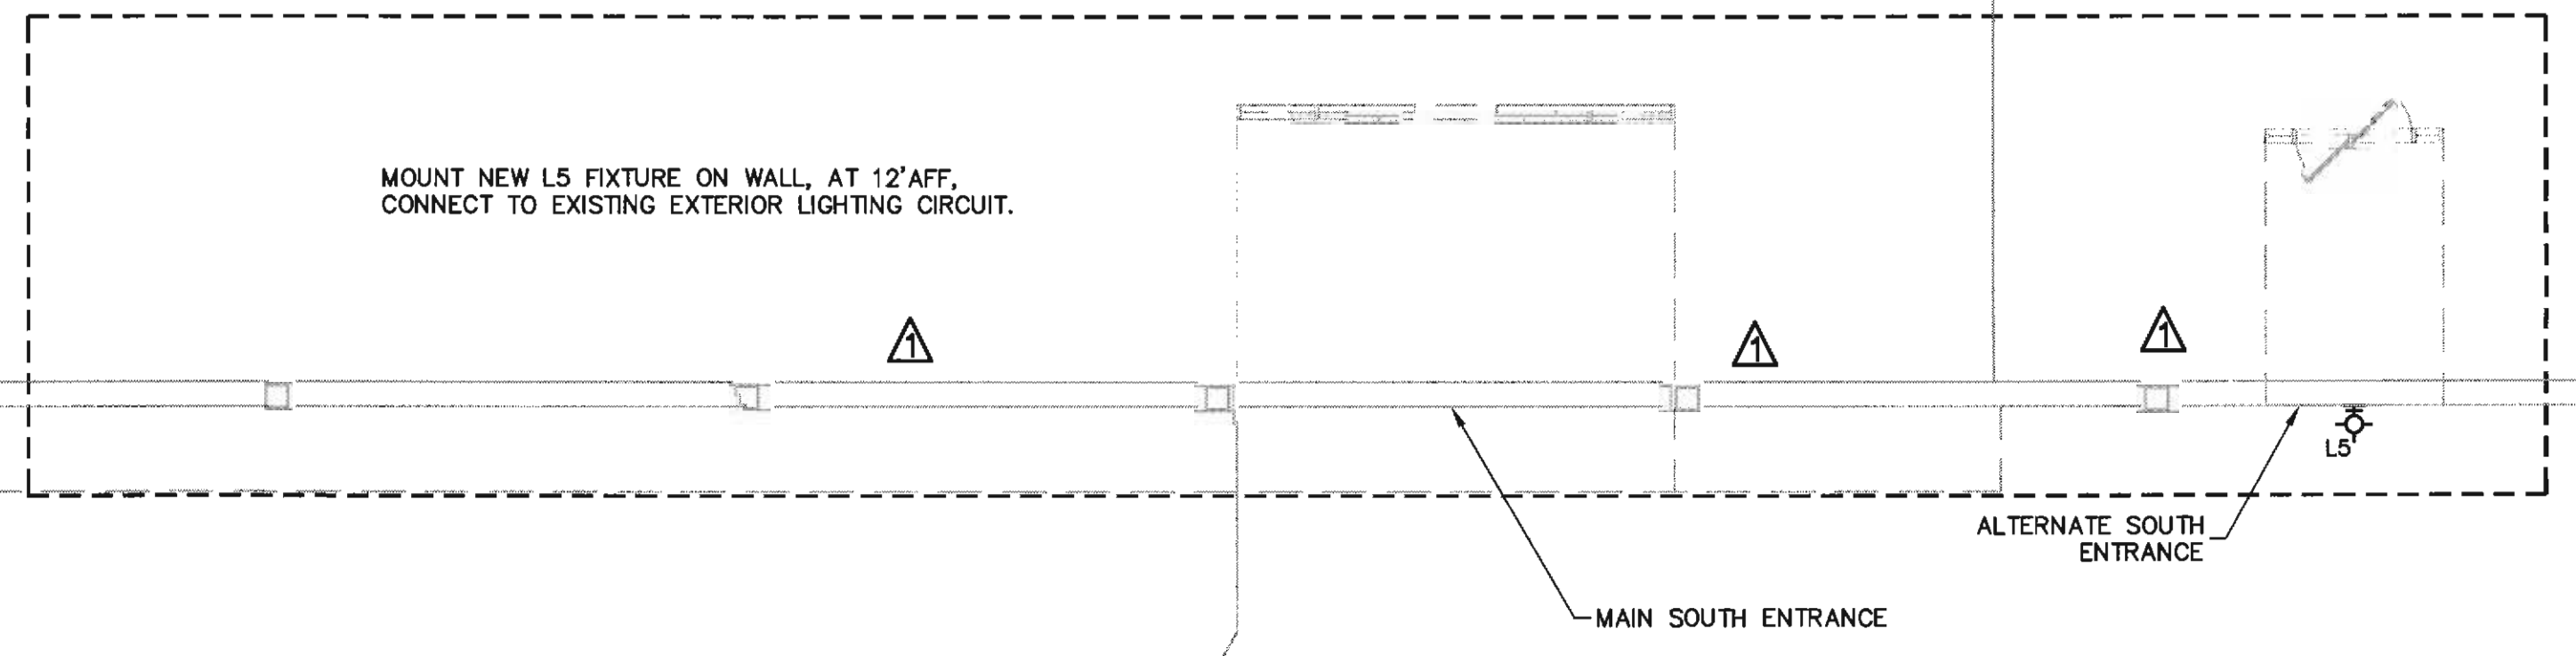 MOUNT NEW L5 FIXTURE ON WALL, AT 12'AFF,
CONNECT TO EXISTING EXTERIOR LIGHTING CIRCUIT.
1
1
1
L5
ALTERNATE SOUTH
ENTRANCE
MAIN SOUTH ENTRANCE